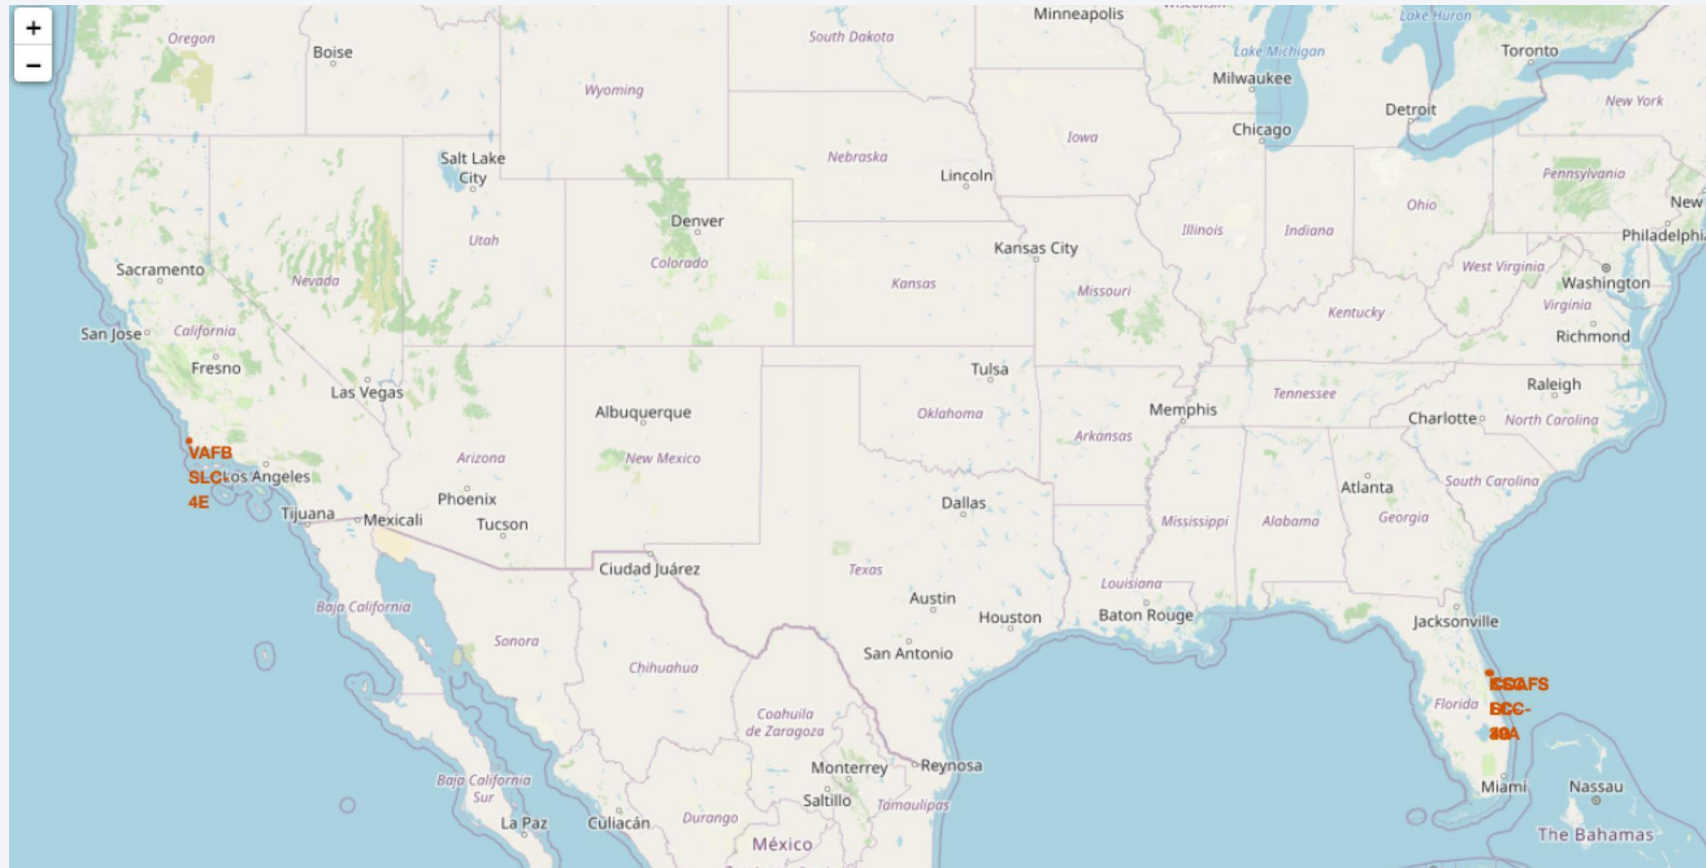 +
−
Oregon
Boise
South Dakota
Minneapolis
Wisconsin
Lake Huron
Lake Michigan
Toronto
Wyoming
Milwaukee
Detroit
New York
Chicago
Iowa
Nebraska
Salt Lake
City
Lincoln
Pennsylvania
New
Denver
Ohio
Utah
Illinois
Indiana
Philadelphia
Kansas City
Sacramento
Colorado
West Virginia
Nevada
Kansas
Missouri
Washington
Virginia
Kentucky
San Jose
California
Richmond
Fresno
Tulsa
Las Vegas
Tennessee
Raleigh
Albuquerque
Oklahoma
Memphis
Charlotte
North Carolina
Arkansas
VAFB
SLC-
4E
Los Angeles
Arizona
New Mexico
Phoenix
Dallas
Atlanta
South Carolina
Tijuana
Mexicali
Tucson
Mississippi
Alabama
Georgia
Ciudad Juárez
Texas
Louisiana
Baja California
Austin
Houston
Baton Rouge
Jacksonville
Sonora
San Antonio
Chihuahua
Florida
Coahuila
de Zaragoza
Monterrey
Reynosa
Baja California
Sur
Saltillo
Tamaulipas
Miami
Nassau
La Paz
Culiacán
Durango
México
The Bahamas